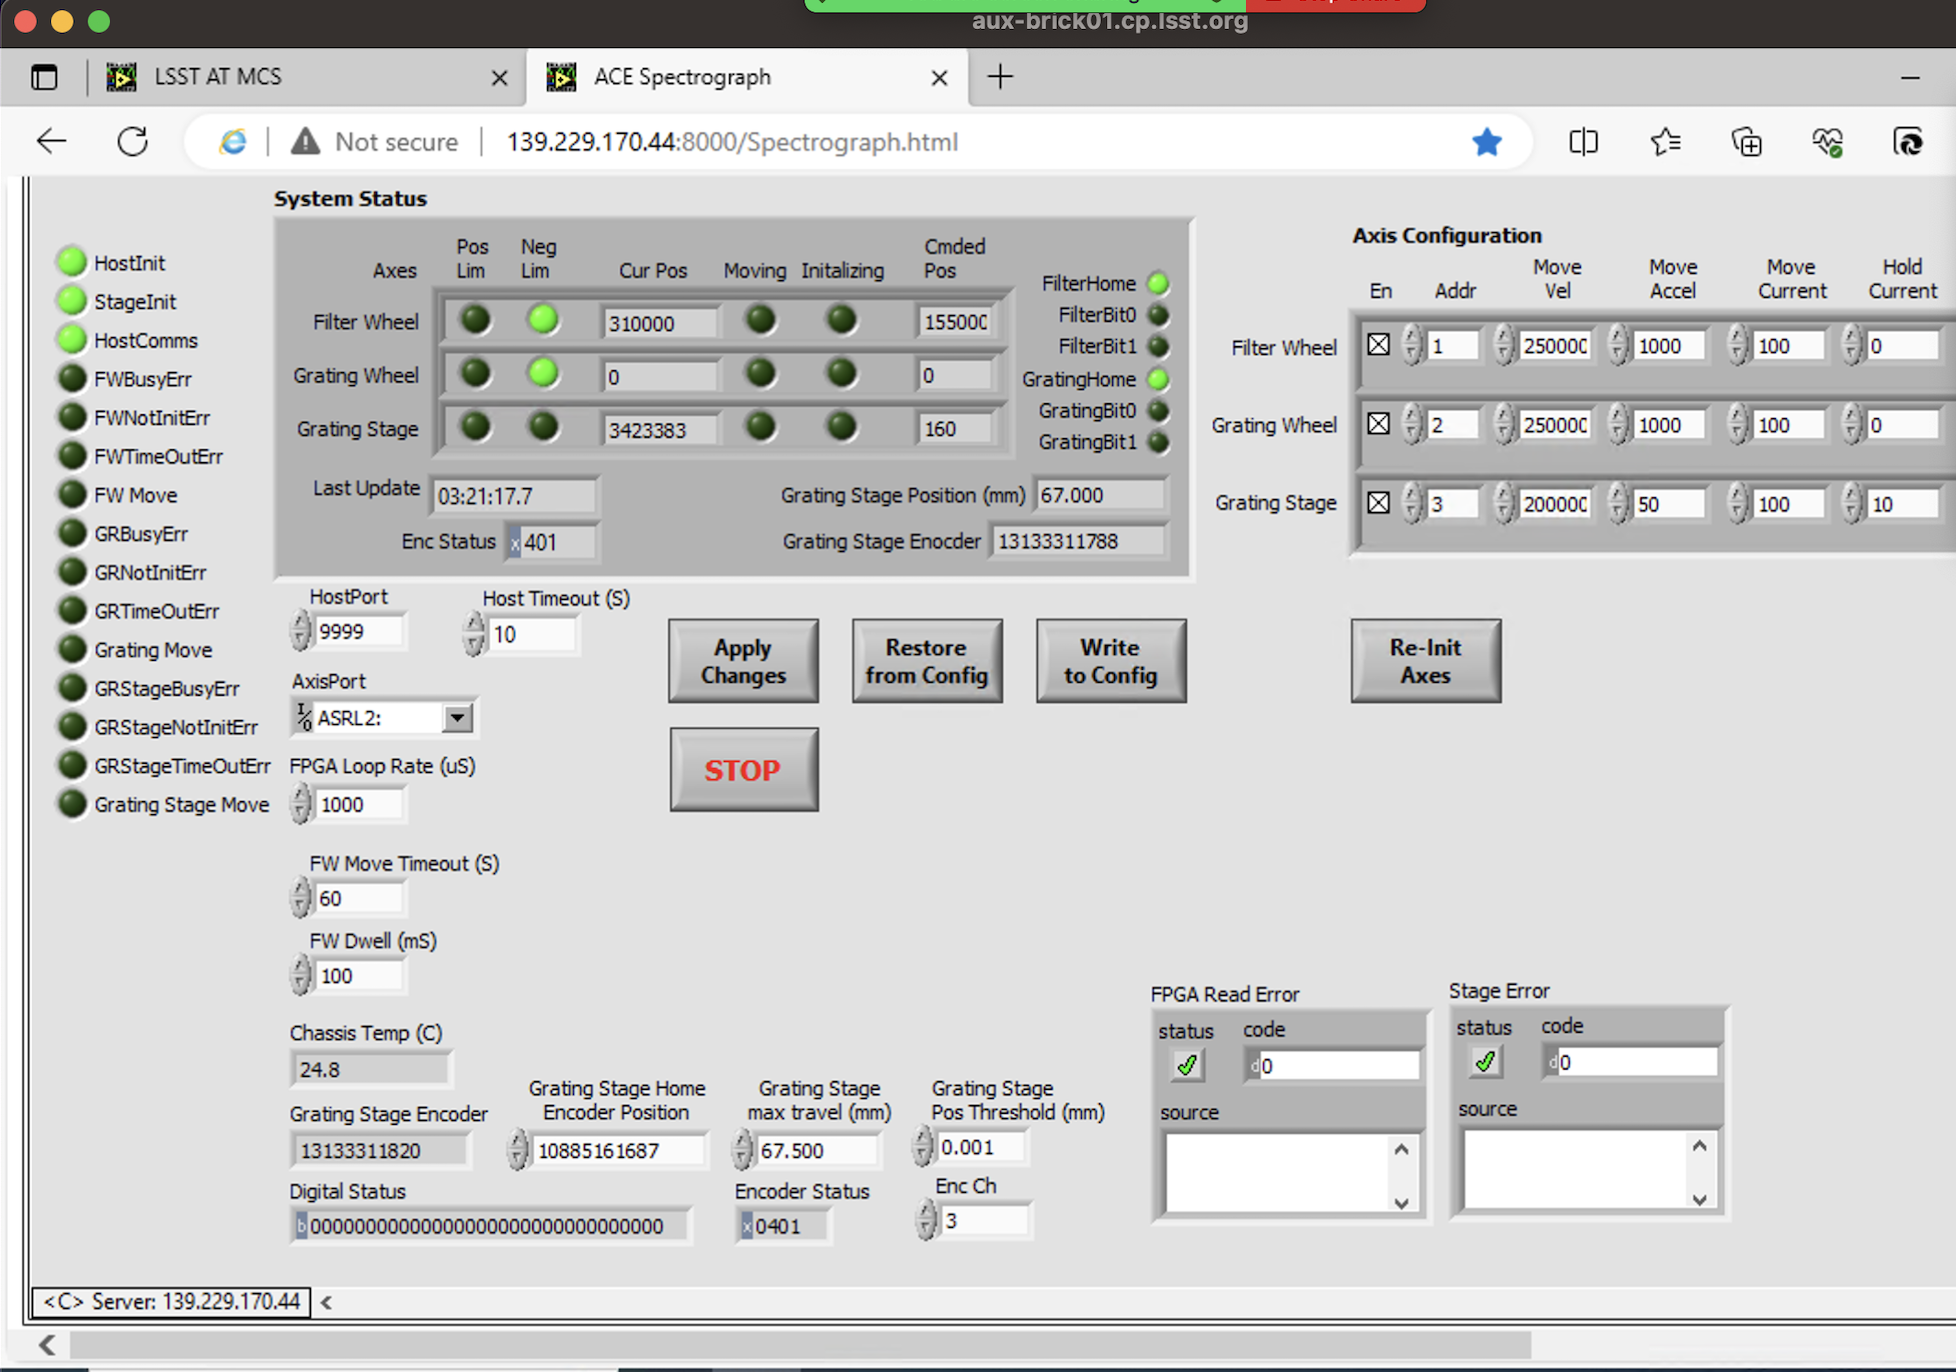 aux-brick01.cp.lsst.org
LSST AT MCS
ACE Spectrograph
Not secure
139.229.170.44:8000/Spectrograph.html
System Status
HostInit
StageInit
HostComms
FWBusyErr
FWNotInitErr
FWTimeOutErr
FW Move
GRBusyErr
GRNotInitErr
GRTimeOutErr
Grating Move
GRStageBusyErr
GRStageNotInitErr
GRStageTimeOutErr
Grating Stage Move
Axes Pos Lim Neg Lim Cur Pos Moving Initalizing Cmded Pos
Filter Wheel 310000 155000
Grating Wheel 0 0
Grating Stage 3423383 160
FilterHome
FilterBit0
FilterBit1
GratingHome
GratingBit0
GratingBit1
Last Update 03:21:17.7
Grating Stage Position (mm) 67.000
Enc Status x 401
Grating Stage Enocder 13133311788
Axis Configuration
En Addr Move Vel Move Accel Move Current Hold Current
Filter Wheel 1 250000 1000 100 0
Grating Wheel 2 250000 1000 100 0
Grating Stage 3 200000 50 100 10
HostPort
9999
Host Timeout (S)
10
AxisPort
ASRL2:
FPGA Loop Rate (uS)
1000
Apply Changes
Restore from Config
Write to Config
Re-Init Axes
STOP
FW Move Timeout (S)
60
FW Dwell (mS)
100
Chassis Temp (C)
24.8
Grating Stage Encoder
13133311820
Grating Stage Home Encoder Position
10885161687
Grating Stage max travel (mm)
67.500
Grating Stage Pos Threshold (mm)
0.001
Digital Status
b 00000000000000000000000000000000
Encoder Status
x 0401
Enc Ch
3
FPGA Read Error
status code
d 0
source
Stage Error
status code
d 0
source
<C> Server: 139.229.170.44